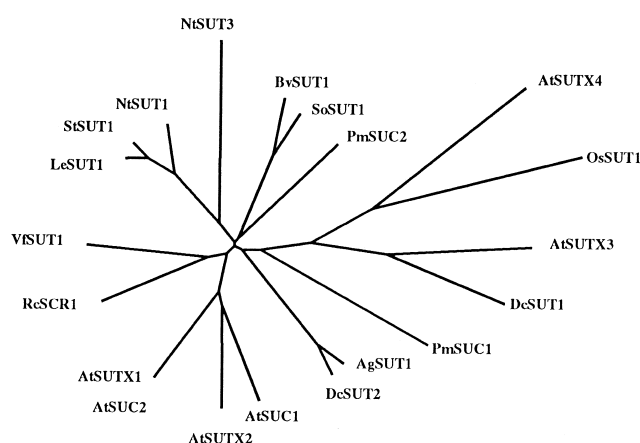 NtSUT3
BvSUT1
AtSUTX4
NtSUT1
SoSUT1
StSUT1
PmSUC2
LeSUT1
OsSUT1
VfSUT1
AtSUTX3
RcSCR1
DcSUT1
PmSUC1
AgSUT1
AtSUTX1
DcSUT2
AtSUC2
AtSUC1
AtSUTX2